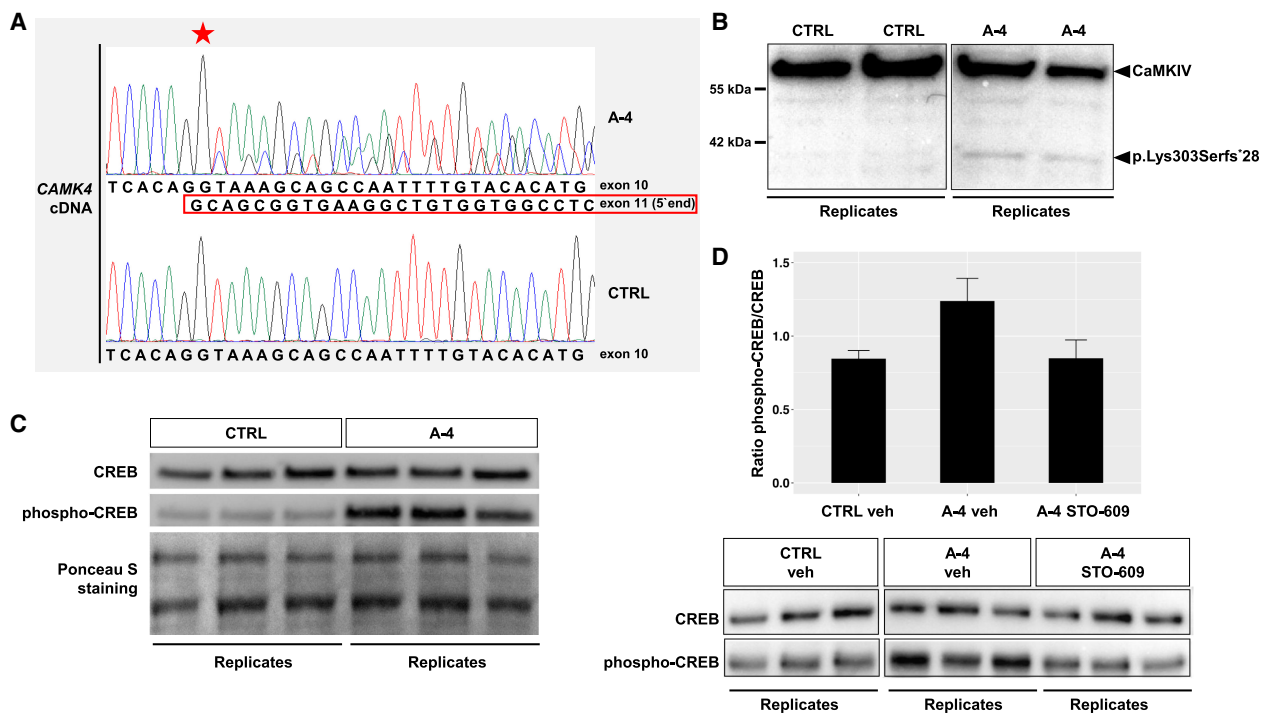 A
A-4
TCACAGGTAAAGCAGCCAATTTTGTACACATG exon 10
GCAGCGGTGAAGGCTGTGGTGGCCTC exon 11 (5`end)
CAMK4
cDNA
CTRL
TCACAGGTAAAGCAGCCAATTTTGTACACATG exon 10
B
CTRL CTRL A-4 A-4
CaMKIV
55 kDa
42 kDa
p.Lys303Serfs*28
Replicates Replicates
C
CTRL A-4
CREB
phospho-CREB
Ponceau S
staining
Replicates Replicates
D
Ratio phospho-CREB/CREB
1.5
1.0
0.5
0.0
CTRL veh A-4 veh A-4 STO-609
CTRL
veh
A-4
veh
A-4
STO-609
CREB
phospho-CREB
Replicates Replicates Replicates